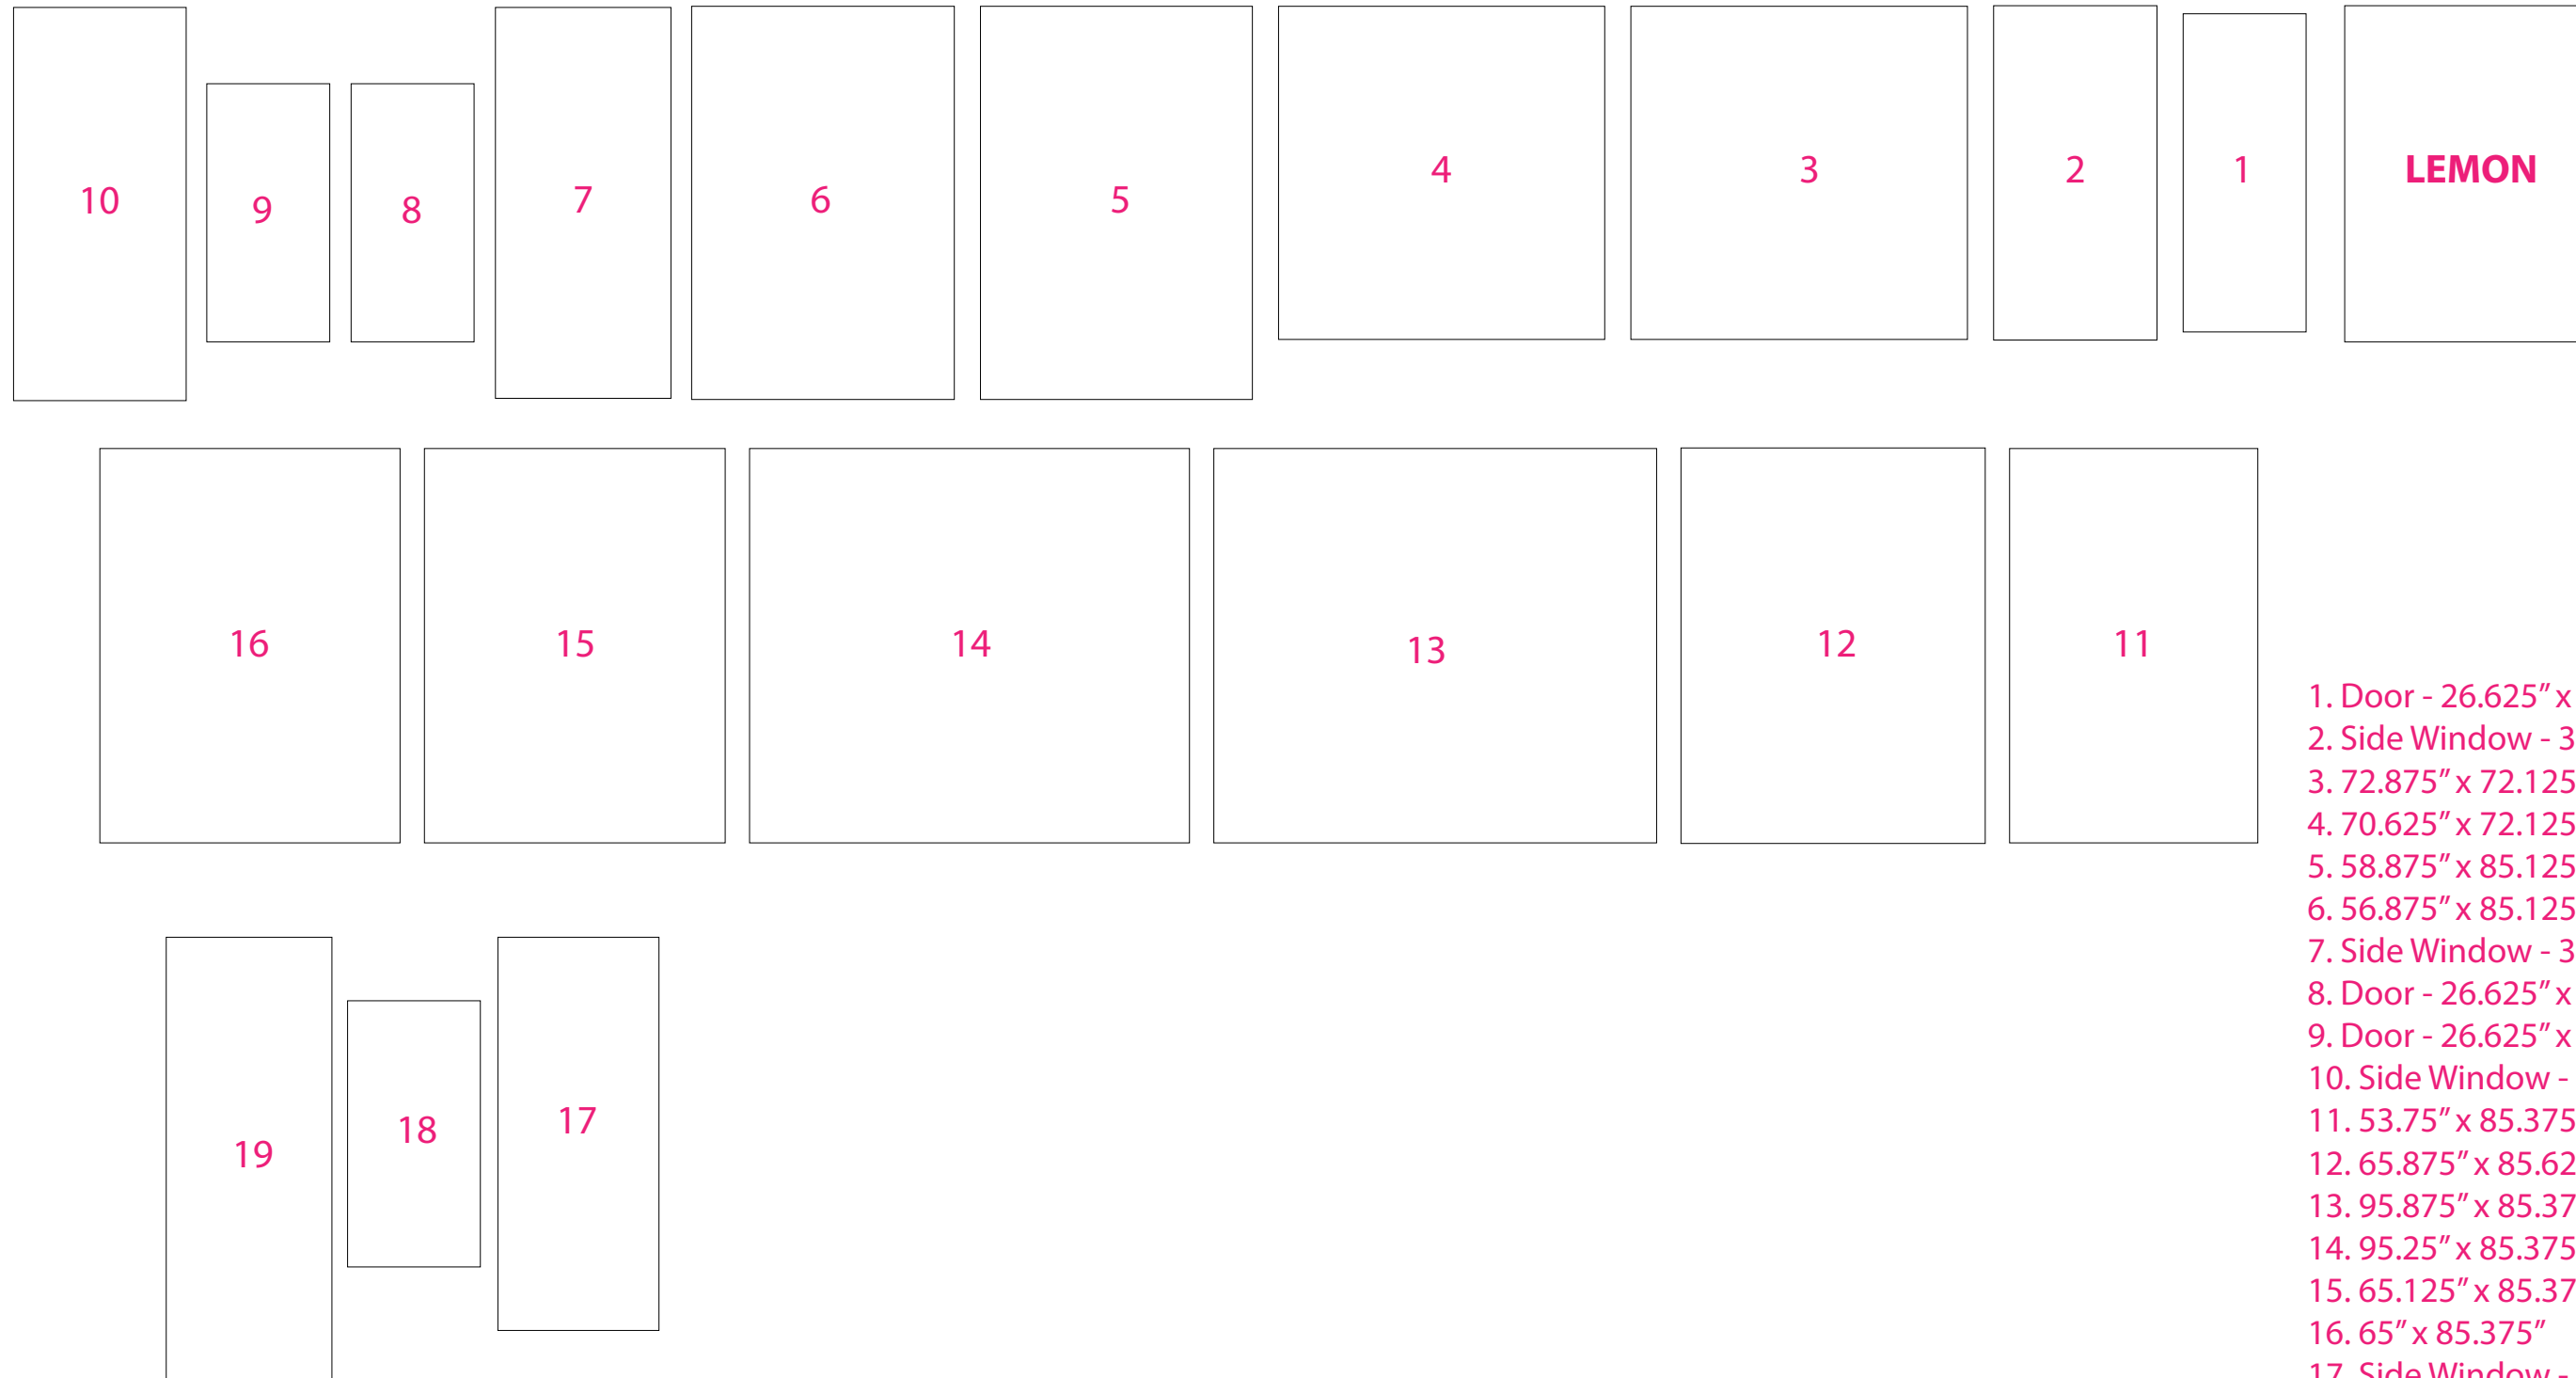 10
9
8
7
6
5
4
3
2
1
LEMON
16
15
14
13
12
11
19
18
17
1. Door - 26.625” x
2. Side Window - 3
3. 72.875” x 72.125
4. 70.625” x 72.125
5. 58.875” x 85.125
6. 56.875” x 85.125
7. Side Window - 3
8. Door - 26.625” x
9. Door - 26.625” x
10. Side Window -
11. 53.75” x 85.375
12. 65.875” x 85.62
13. 95.875” x 85.37
14. 95.25” x 85.375
15. 65.125” x 85.37
16. 65” x 85.375”
17. Side Window -